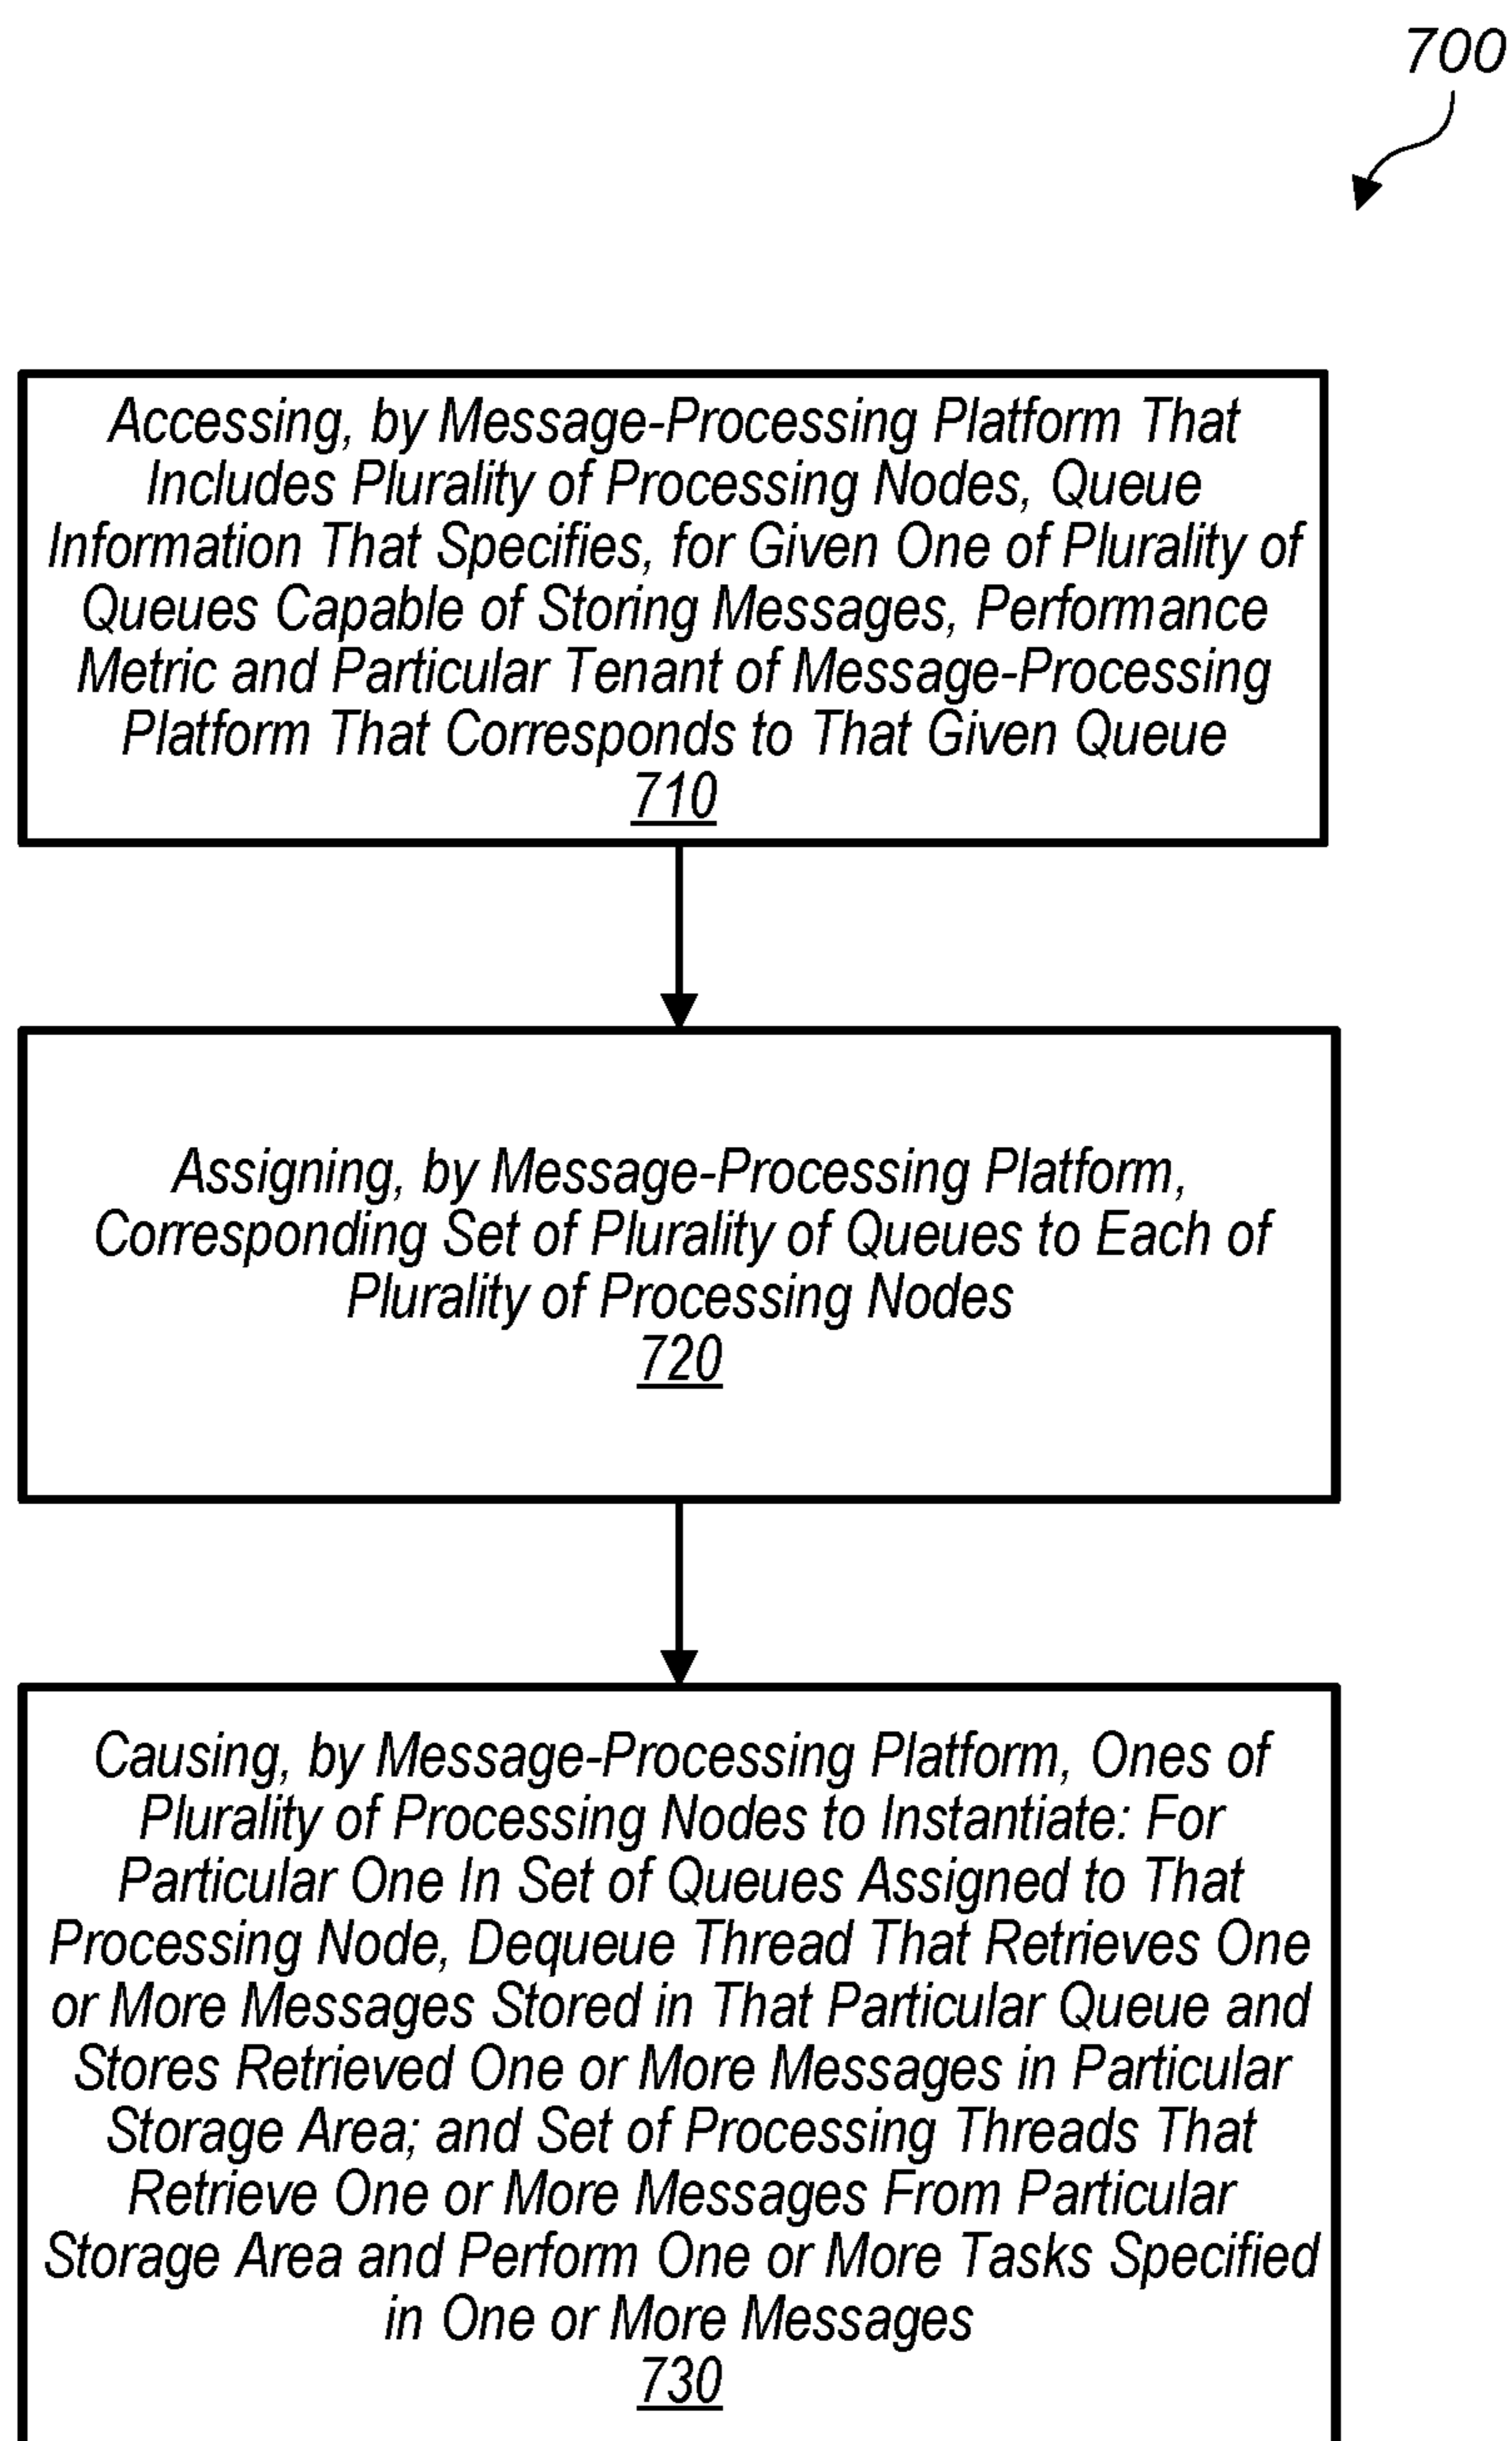 700
Accessing, by Message-Processing Platform That
Includes Plurality of Processing Nodes, Queue
Information That Specifies, for Given One of Plurality of
Queues Capable of Storing Messages, Performance
Metric and Particular Tenant of Message-Processing
Platform That Corresponds to That Given Queue
710
Assigning, by Message-Processing Platform,
Corresponding Set of Plurality of Queues to Each of
Plurality of Processing Nodes
720
Causing, by Message-Processing Platform, Ones of
Plurality of Processing Nodes to Instantiate: For
Particular One In Set of Queues Assigned to That
Processing Node, Dequeue Thread That Retrieves One
or More Messages Stored in That Particular Queue and
Stores Retrieved One or More Messages in Particular
Storage Area; and Set of Processing Threads That
Retrieve One or More Messages From Particular
Storage Area and Perform One or More Tasks Specified
in One or More Messages
730